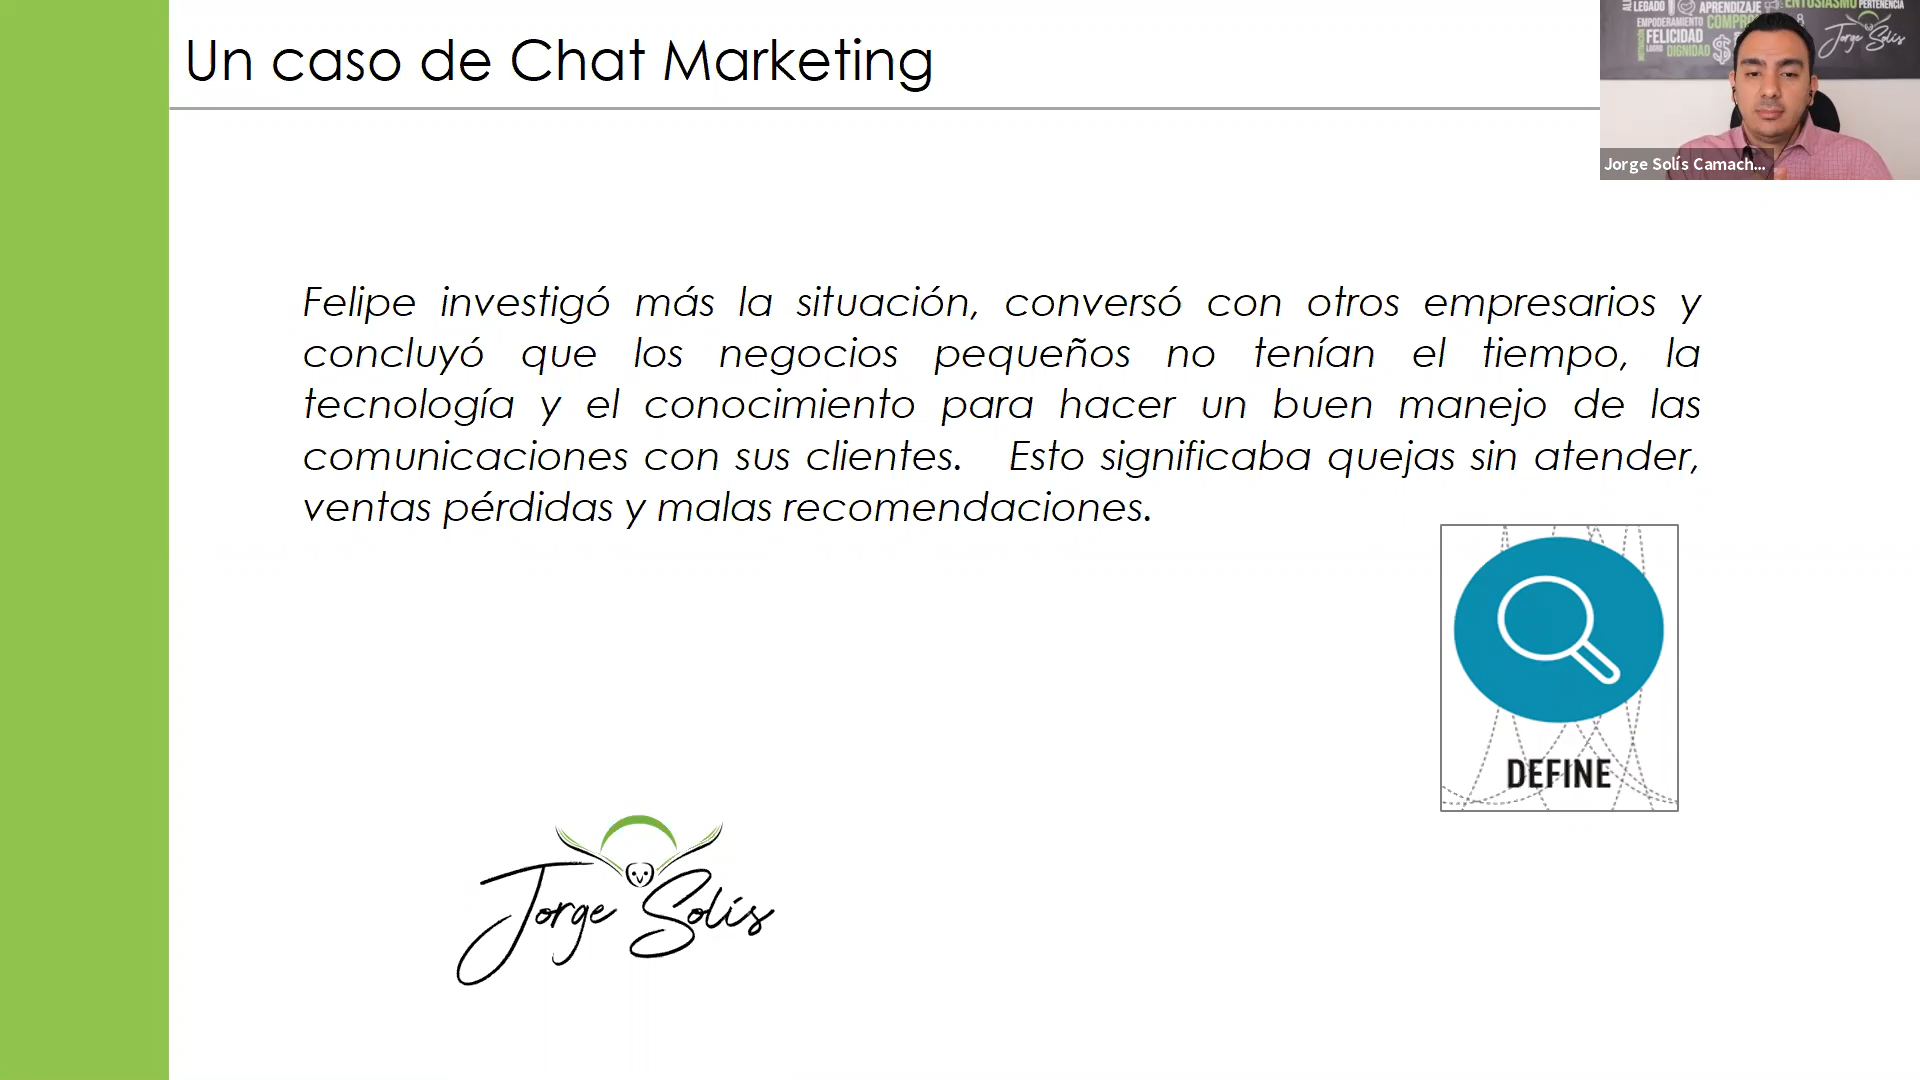 Un caso de Chat Marketing
LEGADO
APRENDIZAJE
ENTUSIASMO
PERTENENCIA
EMPODERAMIENTO
FELICIDAD
LOGRO
DIGNIDAD
Jorge Solís
Jorge Solís Camach...
Felipe investigó más la situación, conversó con otros empresarios y
concluyó que los negocios pequeños no tenían el tiempo, la
tecnología y el conocimiento para hacer un buen manejo de las
comunicaciones con sus clientes. Esto significaba quejas sin atender,
ventas pérdidas y malas recomendaciones.
DEFINE
Jorge Solís